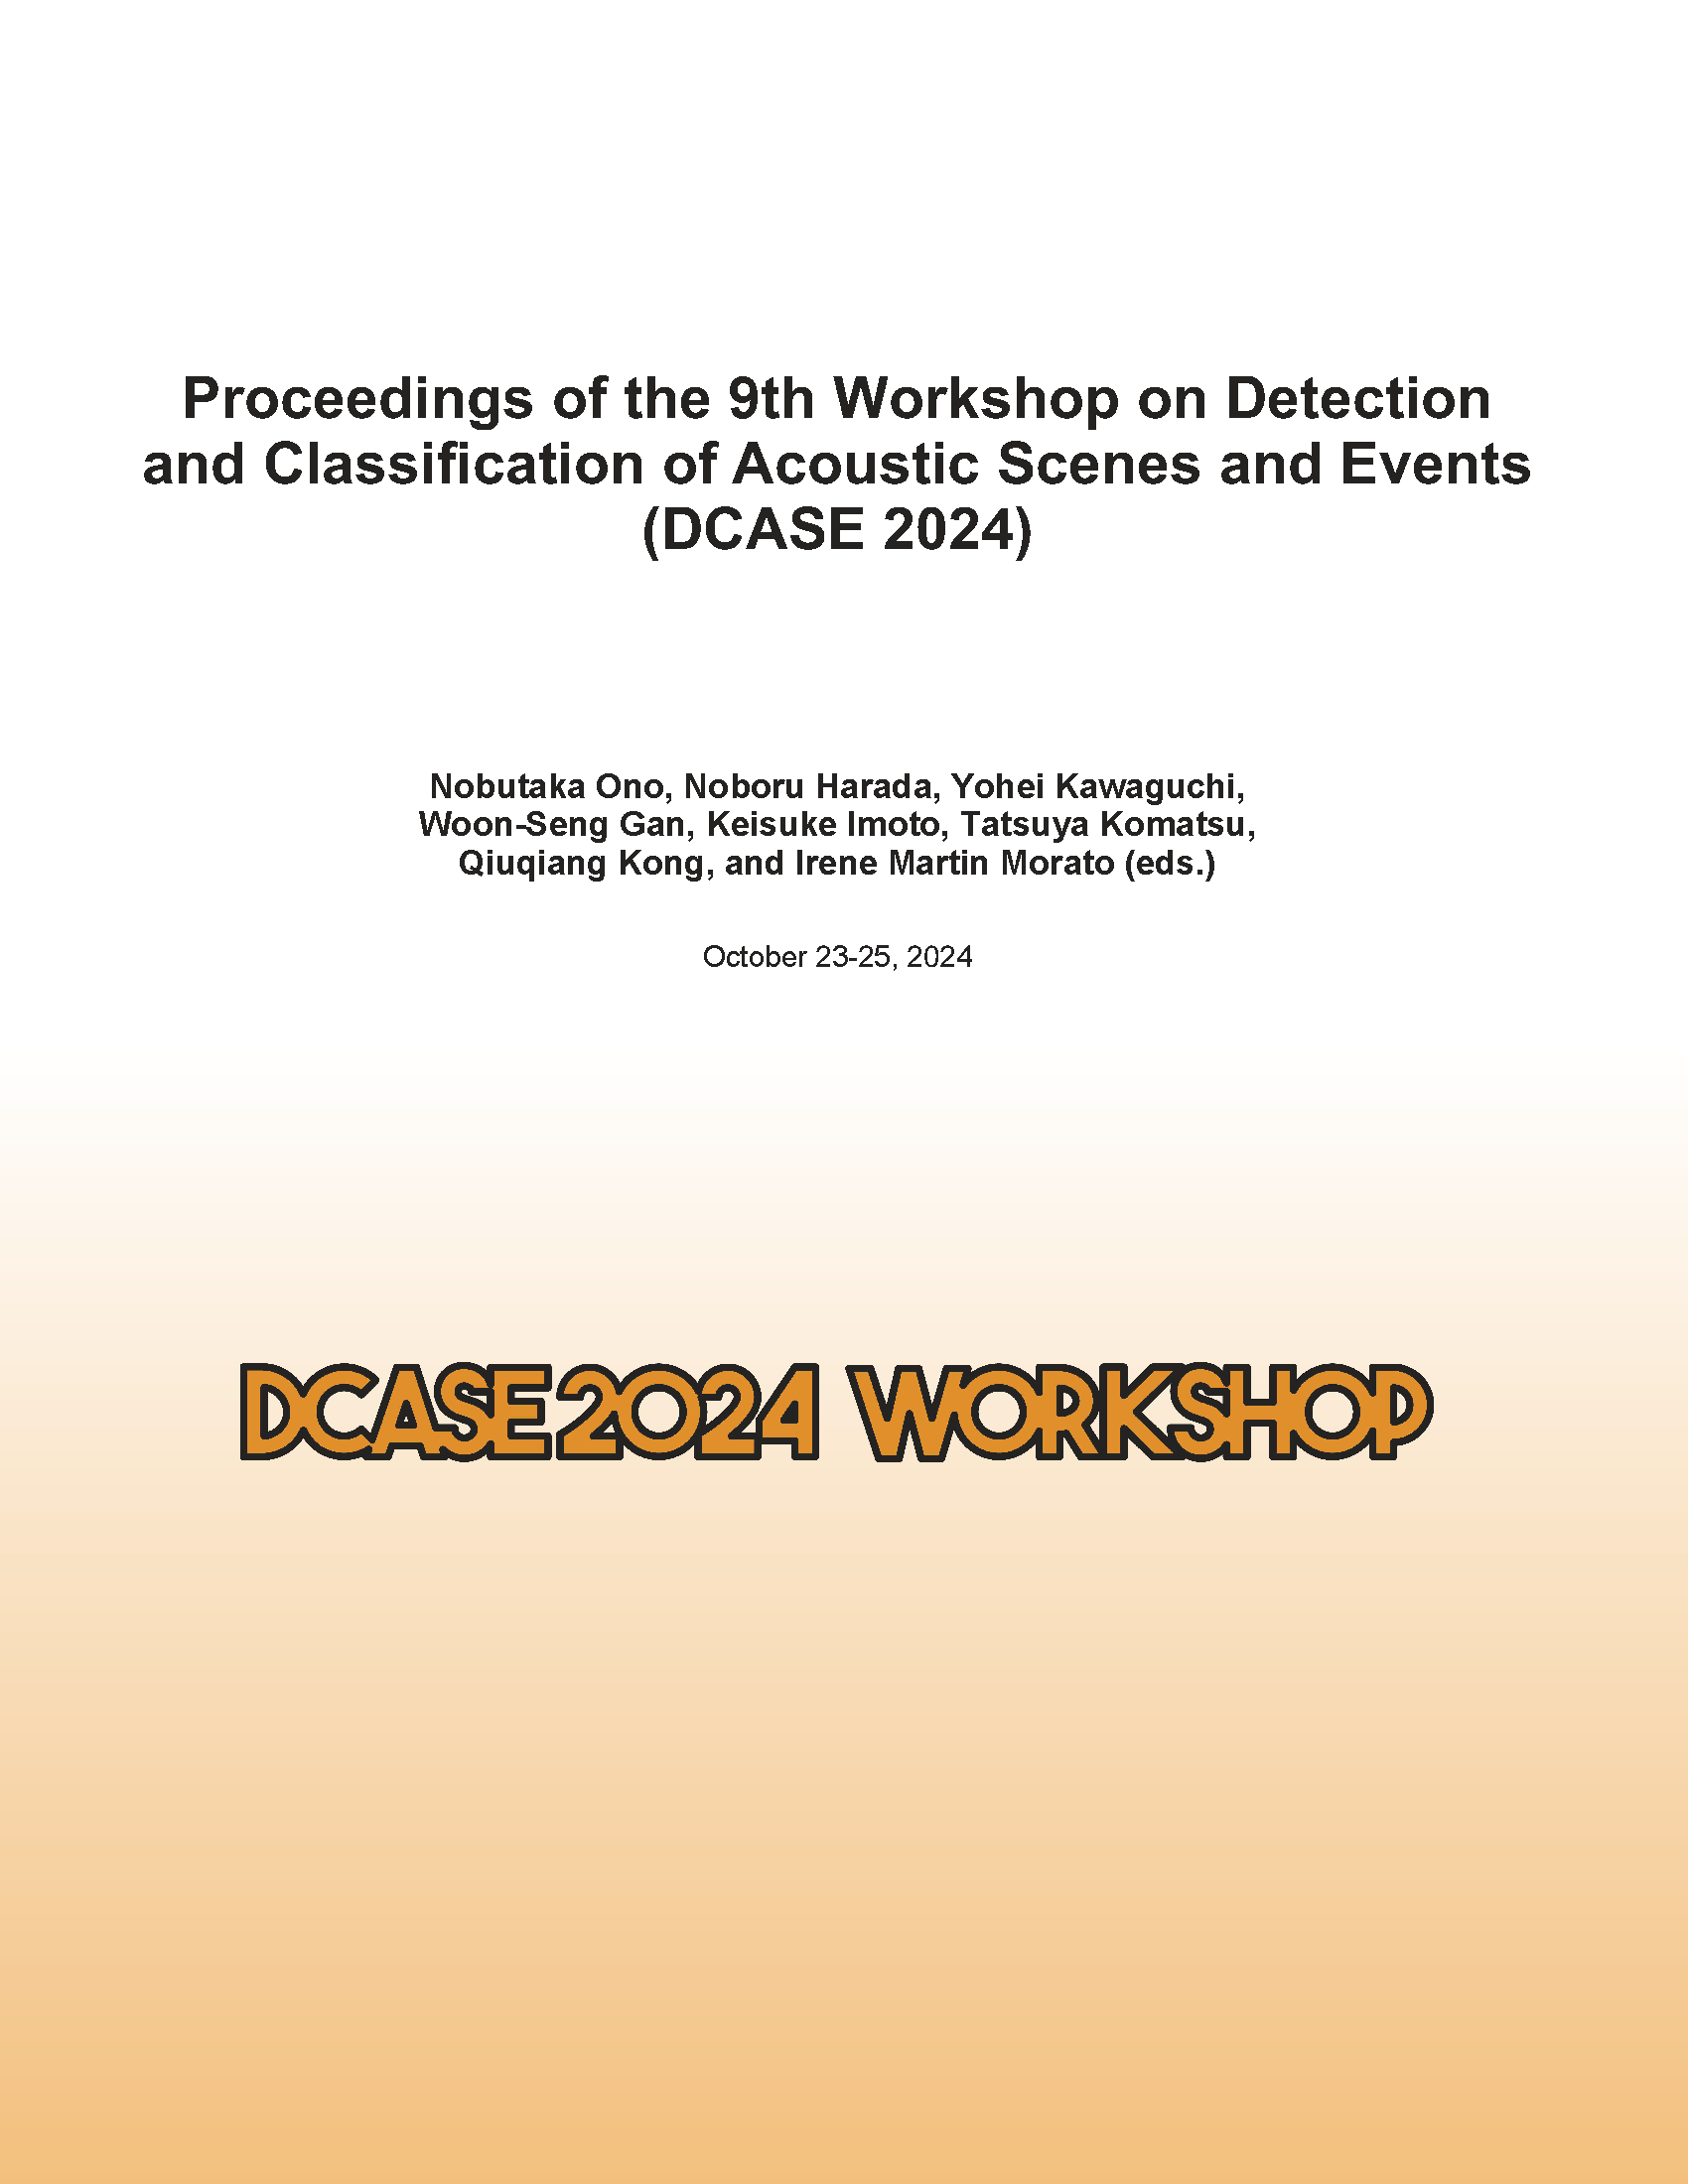 Proceedings of the 9th Workshop on Detection
and Classification of Acoustic Scenes and Events
(DCASE 2024)
Nobutaka Ono, Noboru Harada, Yohei Kawaguchi,
Woon-Seng Gan, Keisuke Imoto, Tatsuya Komatsu,
Qiuqiang Kong, and Irene Martin Morato (eds.)
October 23-25, 2024
DCASE2024 WORKSHOP